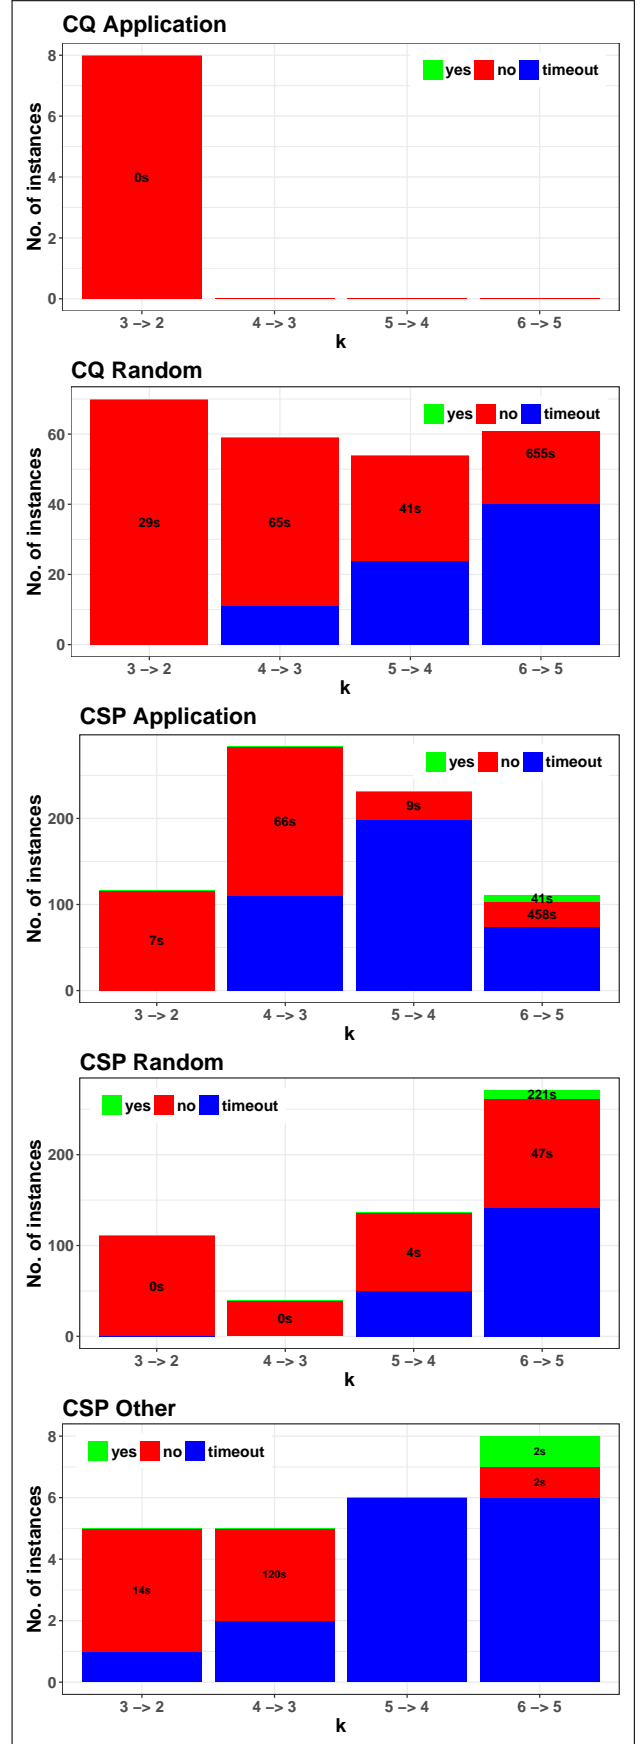 CQ Application
yes no timeout
No. of instances
8
6
4
2
0
0s
3 –> 2 4 –> 3 5 –> 4 6 –> 5
k
CQ Random
yes no timeout
No. of instances
60
40
20
0
29s 65s 41s 655s
3 –> 2 4 –> 3 5 –> 4 6 –> 5
k
CSP Application
yes no timeout
No. of instances
200
100
0
7s 66s 9s 41s
458s
3 –> 2 4 –> 3 5 –> 4 6 –> 5
k
CSP Random
yes no timeout
No. of instances
200
100
0
0s 0s 4s 221s
47s
3 –> 2 4 –> 3 5 –> 4 6 –> 5
k
CSP Other
yes no timeout
No. of instances
8
6
4
2
0
14s 120s 2s
2s
3 –> 2 4 –> 3 5 –> 4 6 –> 5
k